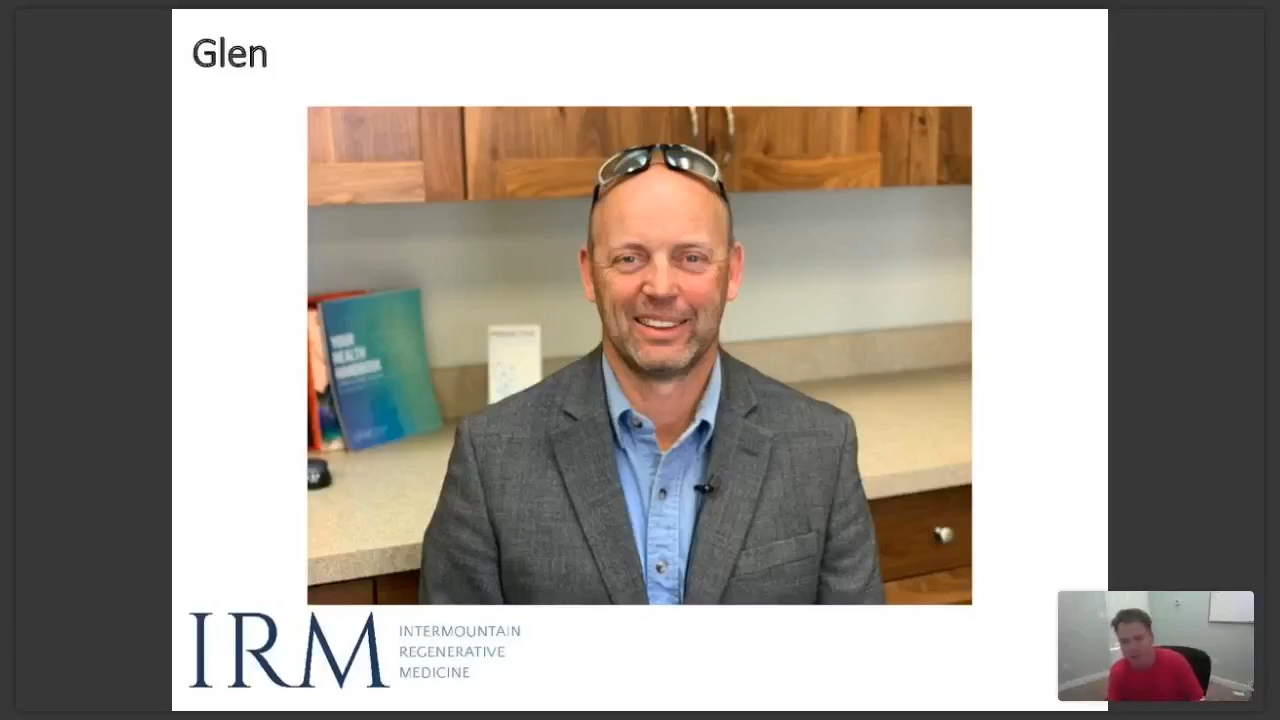 Glen
YOUR
HEALTH
HANDBOOK
IRM
INTERMOUNTAIN
REGENERATIVE
MEDICINE